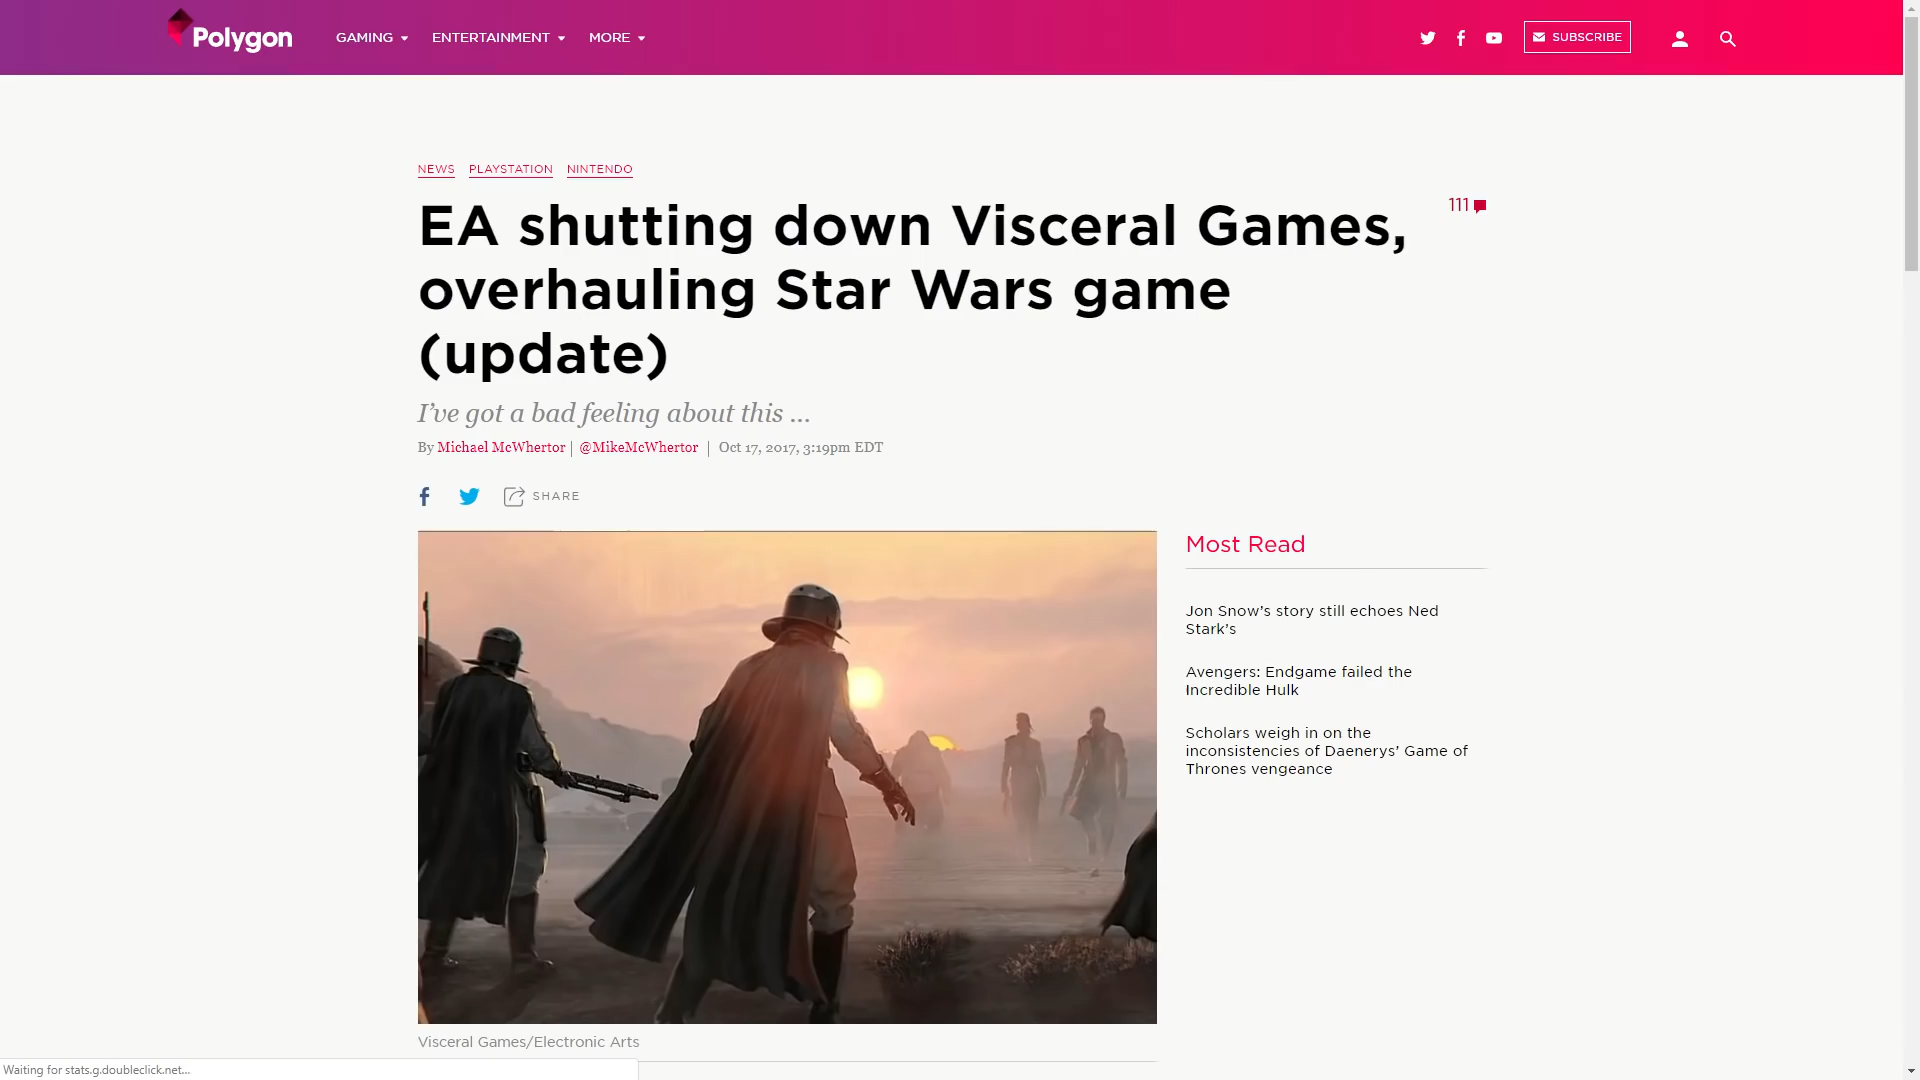 Polygon
GAMING
ENTERTAINMENT
MORE
SUBSCRIBE
NEWS PLAYSTATION NINTENDO
EA shutting down Visceral Games,
overhauling Star Wars game
(update)
111
I’ve got a bad feeling about this ...
By Michael McWhertor | @MikeMcWhertor | Oct 17, 2017, 3:19pm EDT
SHARE
Most Read
Jon Snow’s story still echoes Ned
Stark’s
Avengers: Endgame failed the
Incredible Hulk
Scholars weigh in on the
inconsistencies of Daenerys’ Game of
Thrones vengeance
Visceral Games/Electronic Arts
Waiting for stats.g.doubleclick.net...